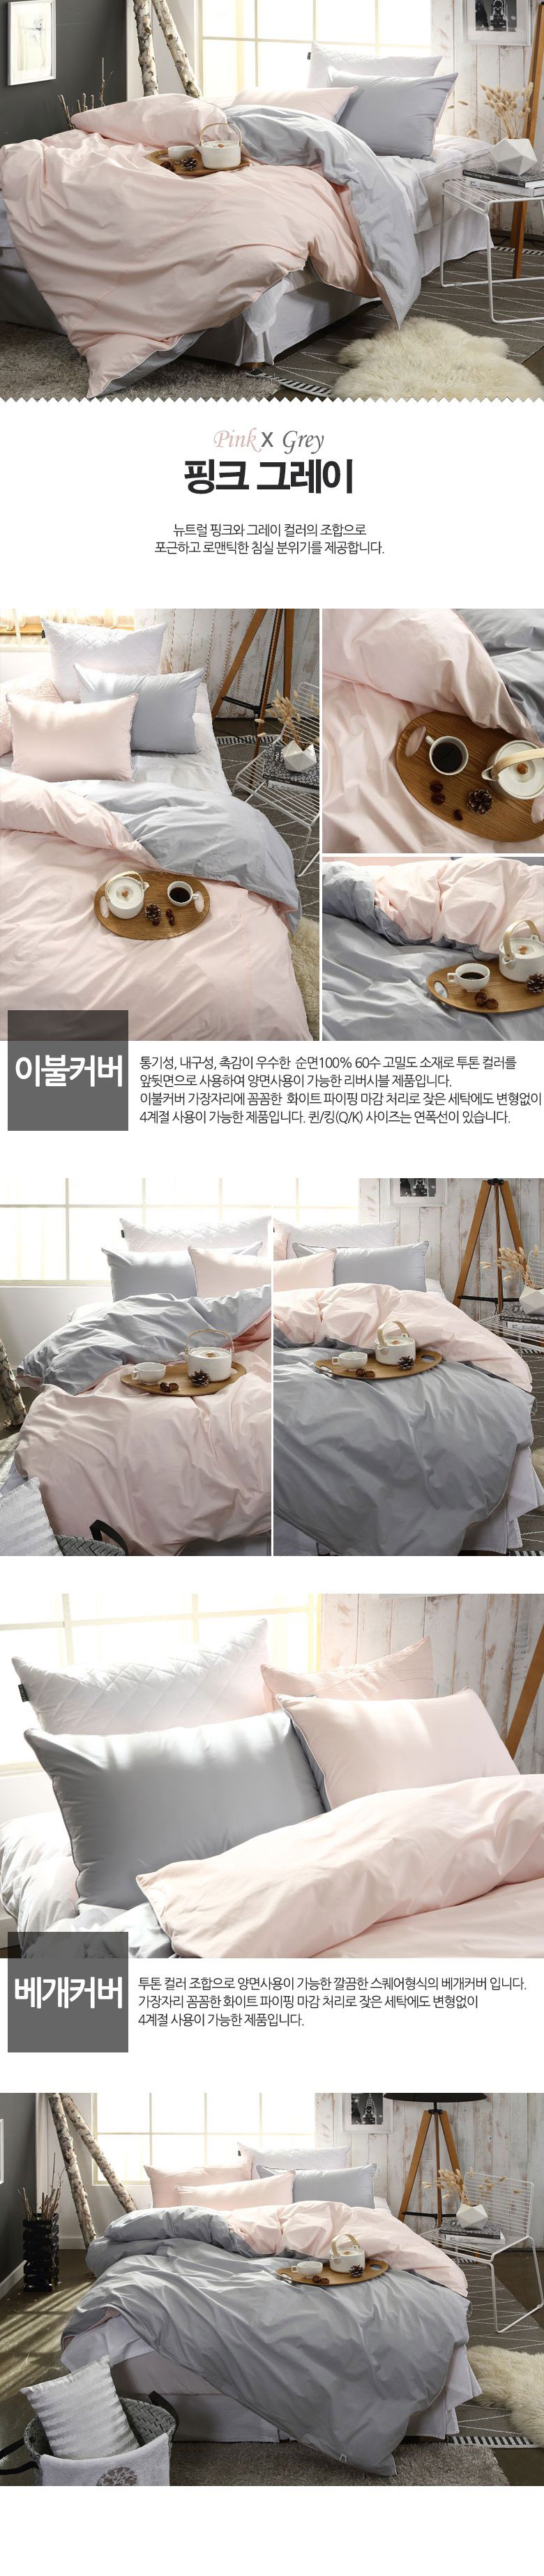 Pink X Grey
핑크 그레이
뉴트럴 핑크와 그레이 컬러의 조합으로
포근하고 로맨틱한 침실 분위기를 제공합니다.
이불커버
통기성, 내구성, 촉감이 우수한 순면100% 60수 고밀도 소재로 투톤 컬러를
앞뒷면으로 사용하여 양면사용이 가능한 리버시블 제품입니다.
이불커버 가장자리에 꼼꼼한 화이트 파이핑 마감 처리로 잦은 세탁에도 변형없이
4계절 사용이 가능한 제품입니다. 퀸/킹(Q/K) 사이즈는 연폭선이 있습니다.
베개커버
투톤 컬러 조합으로 양면사용이 가능한 깔끔한 스퀘어형식의 베개커버 입니다.
가장자리 꼼꼼한 화이트 파이핑 마감 처리로 잦은 세탁에도 변형없이
4계절 사용이 가능한 제품입니다.